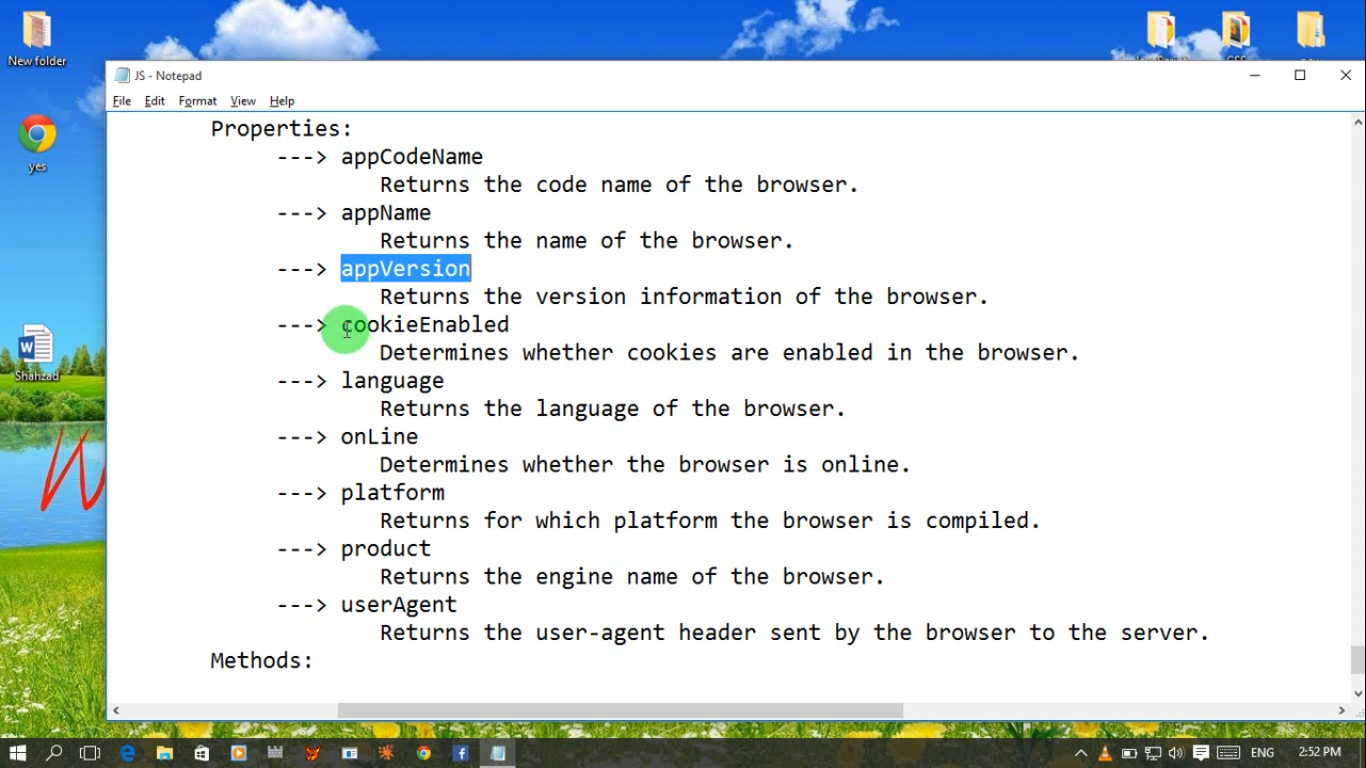 New folder
JS - Notepad
File Edit Format View Help
Properties:
---> appCodeName
Returns the code name of the browser.
---> appName
Returns the name of the browser.
---> appVersion
Returns the version information of the browser.
---> cookieEnabled
Determines whether cookies are enabled in the browser.
---> language
Returns the language of the browser.
---> onLine
Determines whether the browser is online.
---> platform
Returns for which platform the browser is compiled.
---> product
Returns the engine name of the browser.
---> userAgent
Returns the user-agent header sent by the browser to the server.
Methods:
yes
Shahzad
ENG
2:52 PM